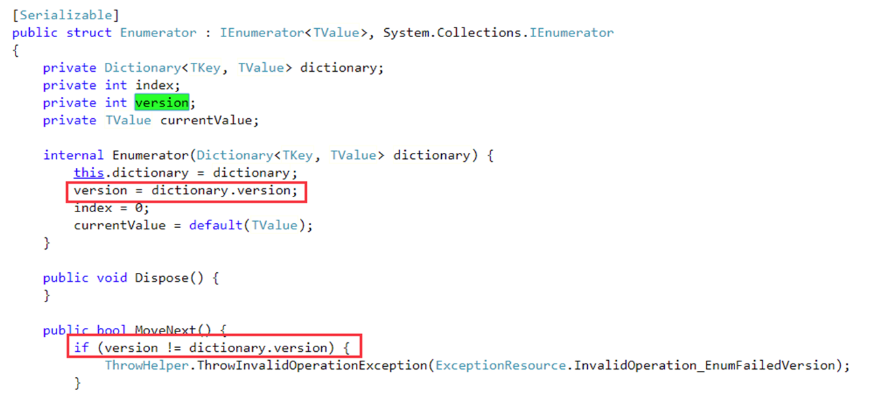 [Serializable]
public struct Enumerator : IEnumerator<TValue>, System.Collections.IEnumerator
{
    private Dictionary<TKey, TValue> dictionary;
    private int index;
    private int version;
    private TValue currentValue;

    internal Enumerator(Dictionary<TKey, TValue> dictionary) {
        this.dictionary = dictionary;
        version = dictionary.version;
        index = 0;
        currentValue = default(TValue);
    }

    public void Dispose() {
    }

    public bool MoveNext() {
        if (version != dictionary.version) {
            ThrowHelper.ThrowInvalidOperationException(ExceptionResource.InvalidOperation_EnumFailedVersion);
        }